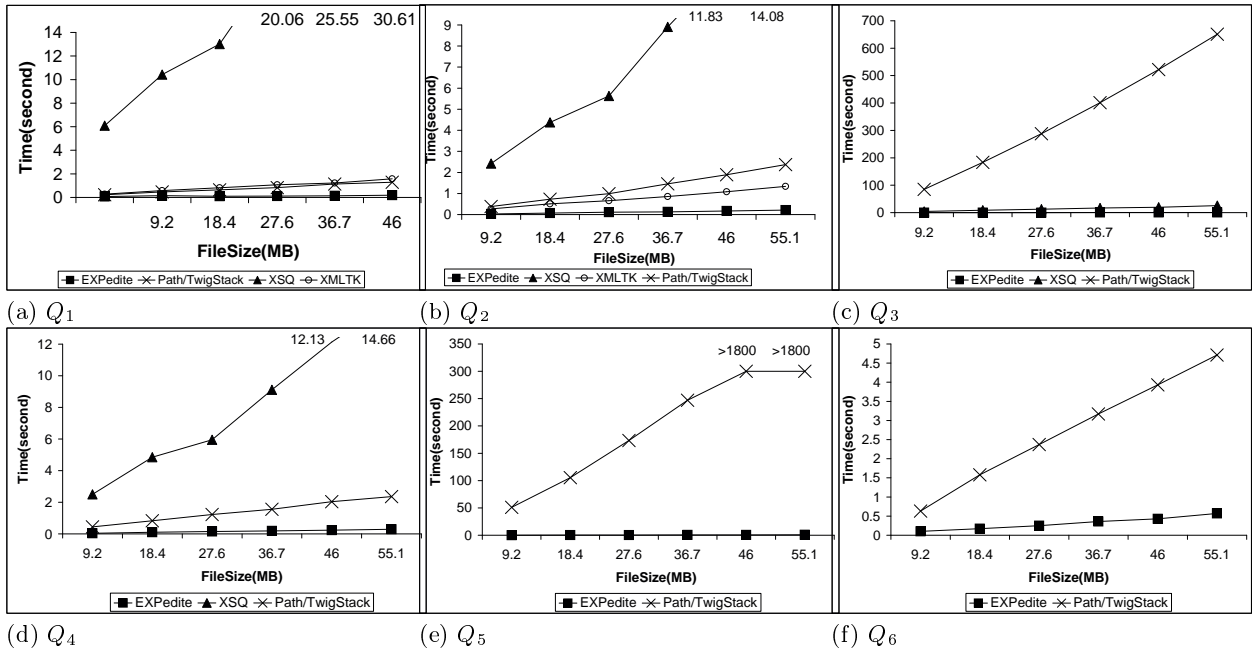 20.06 25.55 30.61
14
12
10
8
6
4
2
0
Time(second)
9.2 18.4 27.6 36.7 46
FileSize(MB)
EXPedite Path/TwigStack XSQ XMLTK
(a) Q1
11.83 14.08
9
8
7
6
5
4
3
2
1
0
Time(second)
9.2 18.4 27.6 36.7 46 55.1
FileSize(MB)
EXPedite XSQ XMLTK Path/TwigStack
(b) Q2
700
600
500
400
300
200
100
0
Time(second)
9.2 18.4 27.6 36.7 46 55.1
FileSize(MB)
EXPedite XSQ Path/TwigStack
(c) Q3
12.13 14.66
12
10
8
6
4
2
0
Time(second)
9.2 18.4 27.6 36.7 46 55.1
FileSize(MB)
EXPedite XSQ Path/TwigStack
(d) Q4
>1800 >1800
350
300
250
200
150
100
50
0
Time(second)
9.2 18.4 27.6 36.7 46 55.1
FileSize(MB)
EXPedite Path/TwigStack
(e) Q5
5
4.5
4
3.5
3
2.5
2
1.5
1
0.5
0
Time(second)
9.2 18.4 27.6 36.7 46 55.1
FileSize(MB)
EXPedite Path/TwigStack
(f) Q6